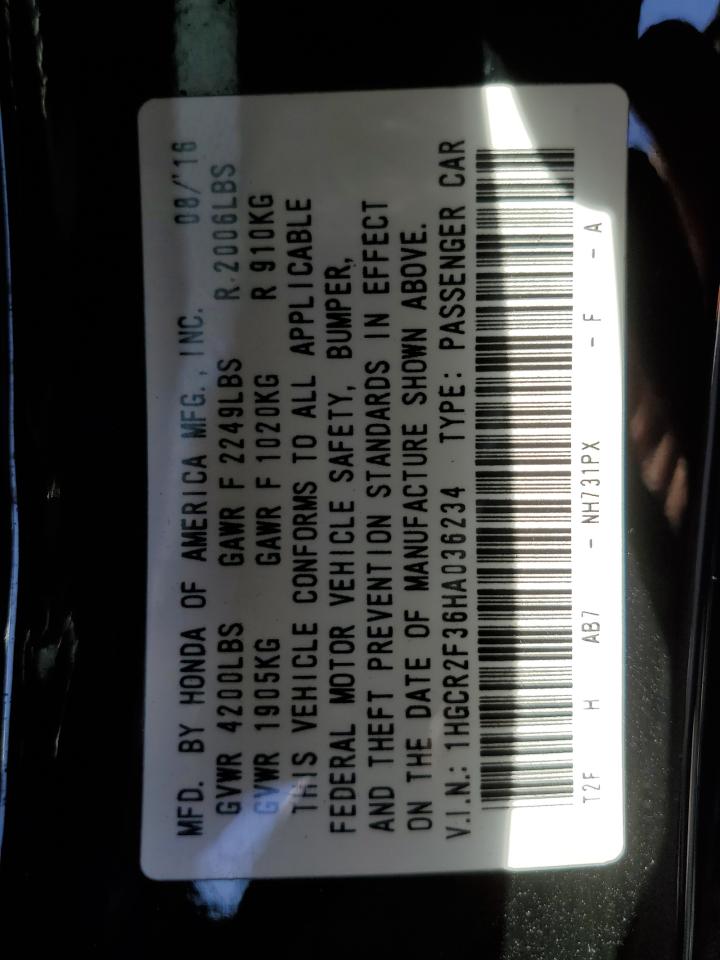 MFD. BY HONDA OF AMERICA MFG., INC. 08/'16
GVWR 4200LBS GAWR F 2249LBS R 2006LBS
GVWR 1905KG GAWR F 1020KG R 910KG
THIS VEHICLE CONFORMS TO ALL APPLICABLE
FEDERAL MOTOR VEHICLE SAFETY, BUMPER,
AND THEFT PREVENTION STANDARDS IN EFFECT
ON THE DATE OF MANUFACTURE SHOWN ABOVE.
V.I.N.: 1HGCR2F36HA036234 TYPE: PASSENGER CAR
T2F H AB7 - NH731PX - F - A